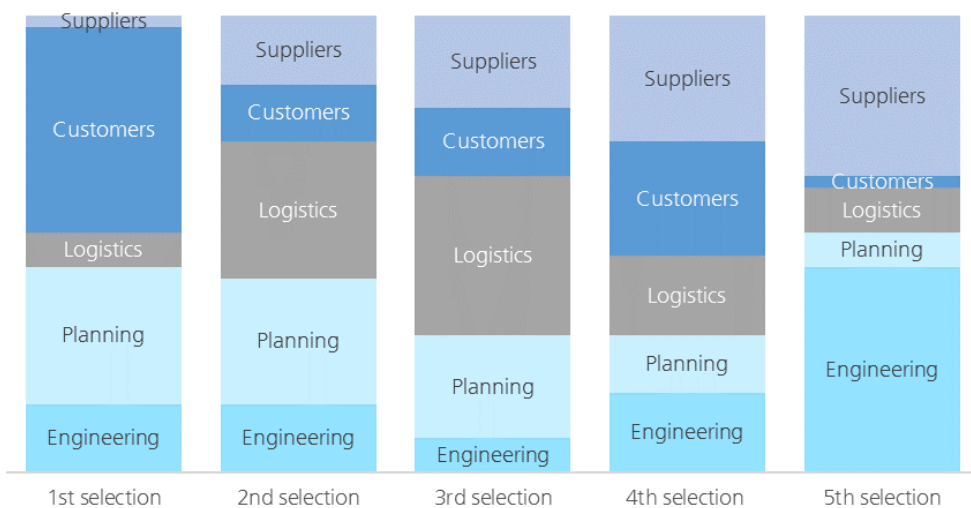 Suppliers
Customers
Logistics
Planning
Engineering
1st selection
Suppliers
Customers
Logistics
Planning
Engineering
2nd selection
Suppliers
Customers
Logistics
Planning
Engineering
3rd selection
Suppliers
Customers
Logistics
Planning
Engineering
4th selection
Suppliers
Customers
Logistics
Planning
Engineering
5th selection